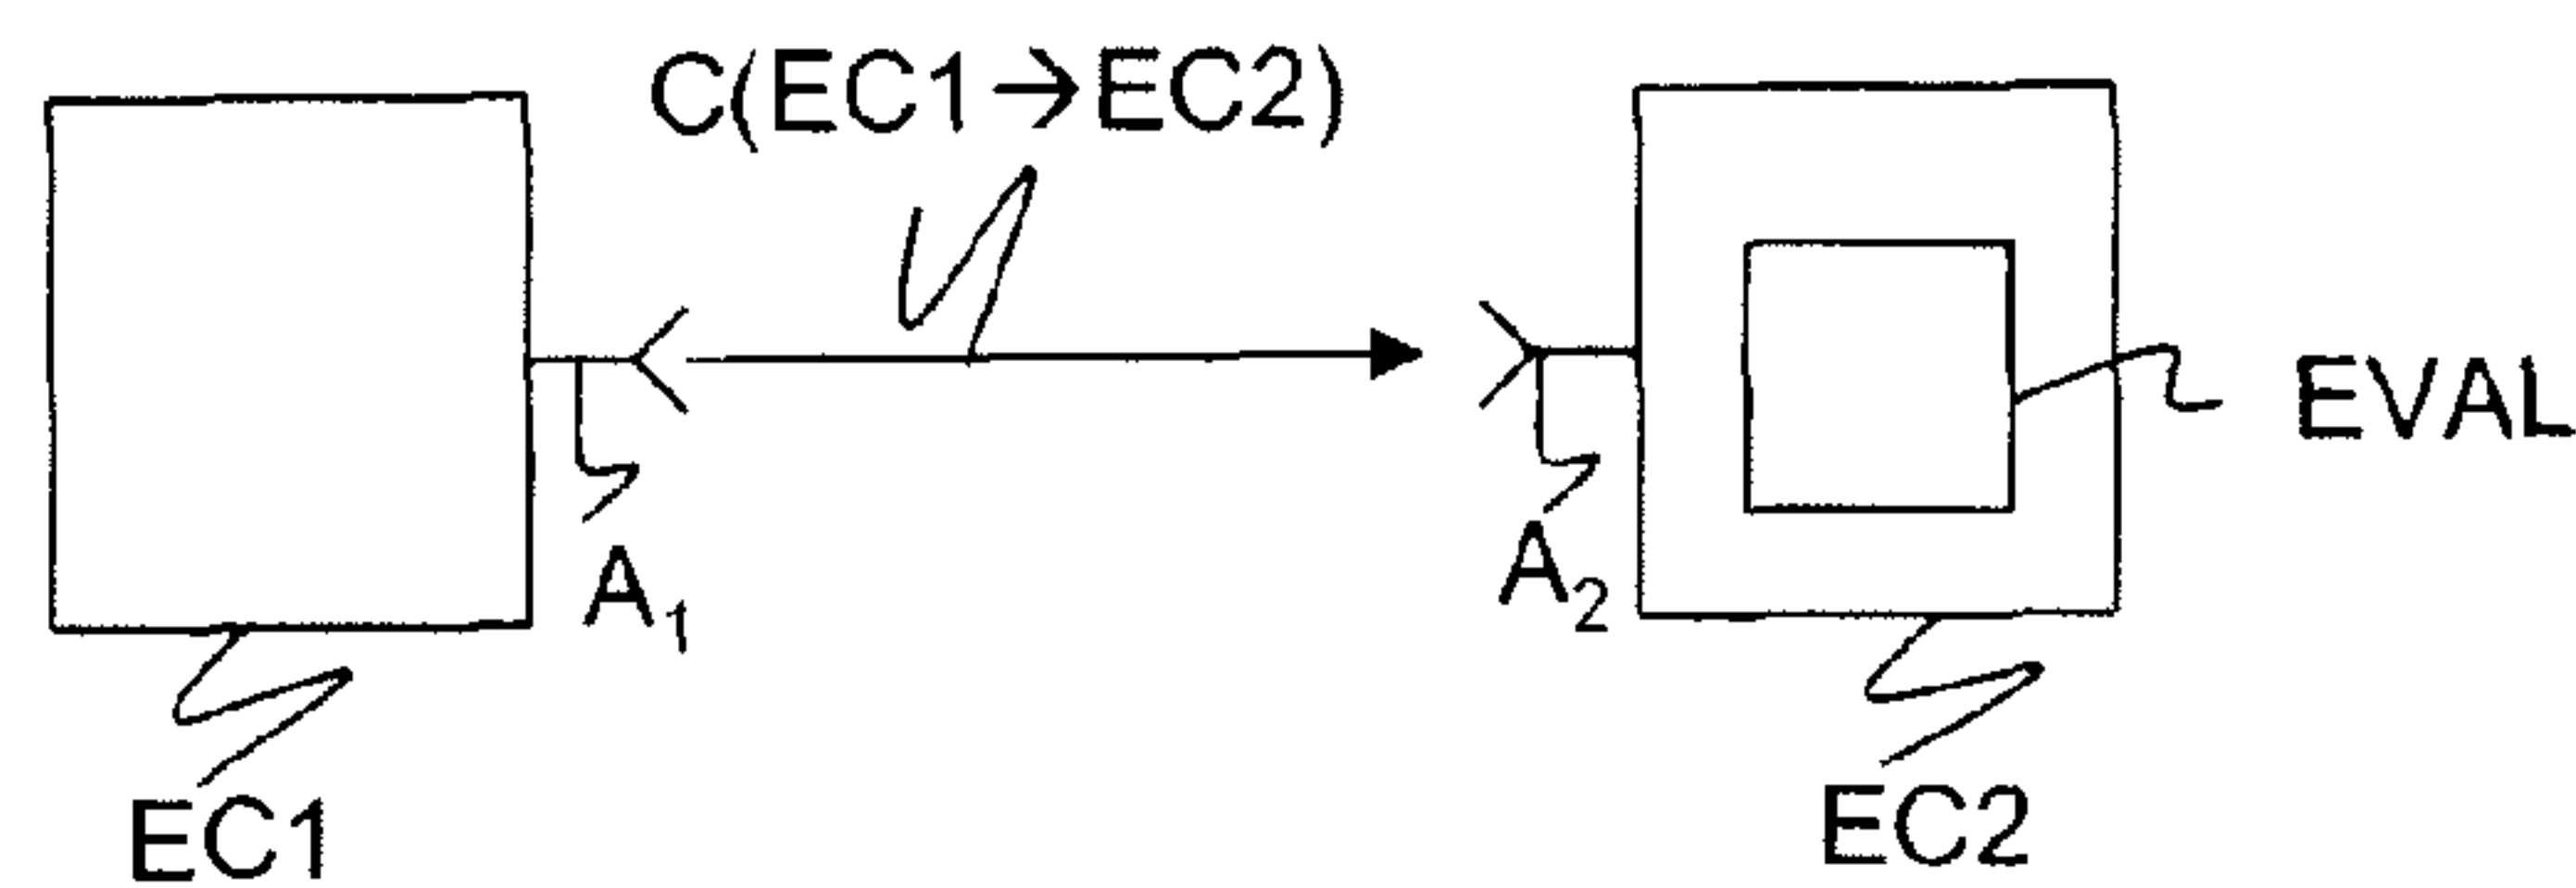 C(EC1→EC2)
EVAL
A₁
A₂
EC1
EC2